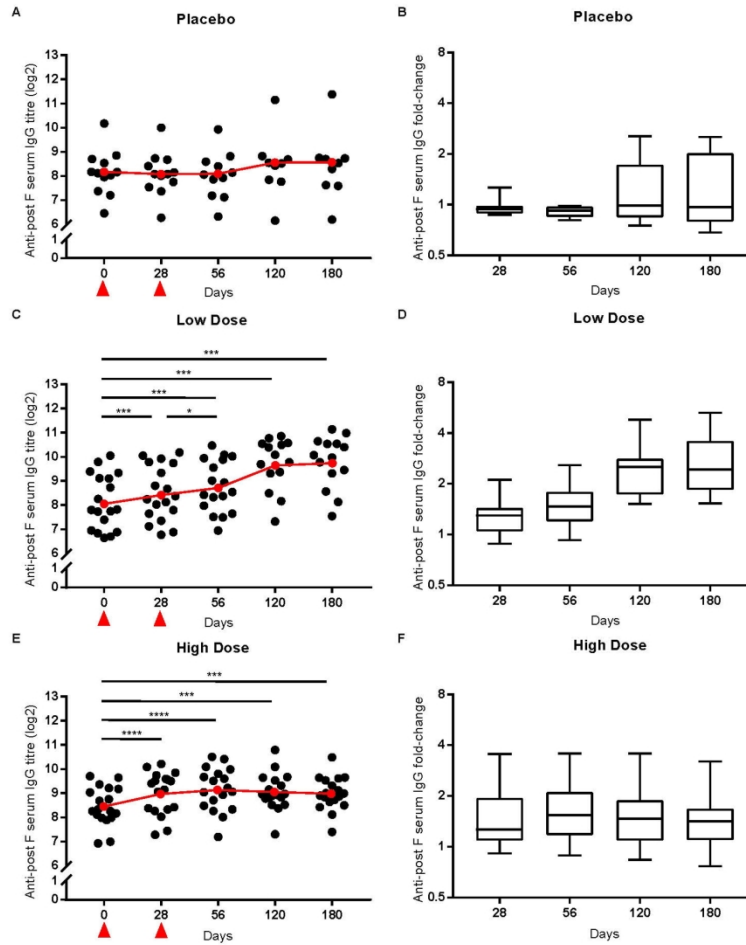 A
Placebo
Anti-post F serum IgG titre (log2)
13
12
11
10
9
8
7
6
1
0
0 28 56 120 180
Days
B
Placebo
Anti-post F serum IgG fold-change
8
4
2
1
0.5
28 56 120 180
Days
C
Low Dose
Anti-post F serum IgG titre (log2)
***
***
***
*** *
13
12
11
10
9
8
7
6
1
0
0 28 56 120 180
Days
D
Low Dose
Anti-post F serum IgG fold-change
8
4
2
1
0.5
28 56 120 180
Days
E
High Dose
Anti-post F serum IgG titre (log2)
***
***
****
****
13
12
11
10
9
8
7
6
1
0
0 28 56 120 180
Days
F
High Dose
Anti-post F serum IgG fold-change
8
4
2
1
0.5
28 56 120 180
Days